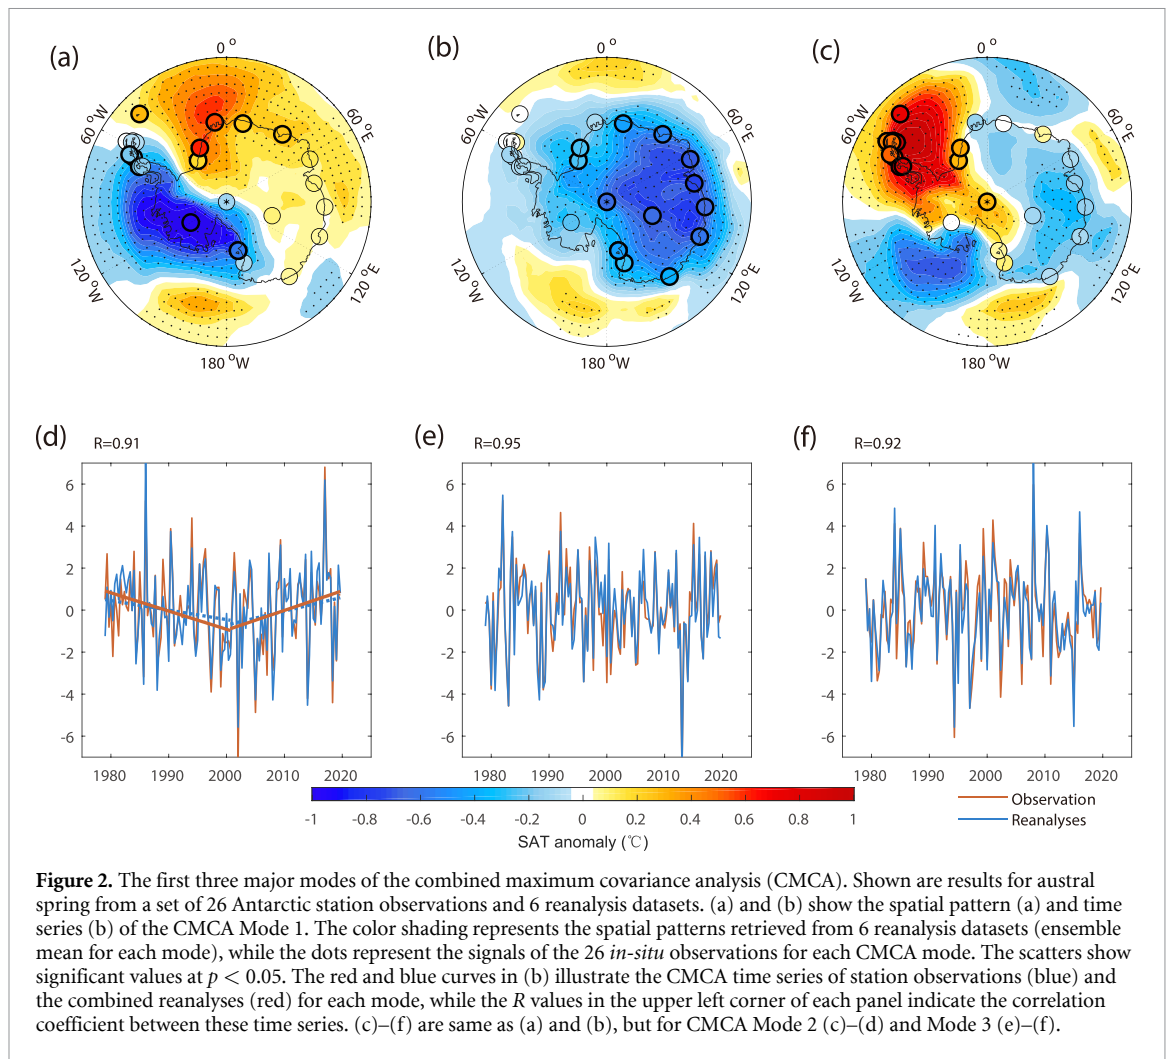 (a)
(b)
(c)
0 °
0 °
0 °
60 °W
60 °E
60 °W
60 °E
60 °W
60 °E
120 °W
120 °E
120 °W
120 °E
120 °W
120 °E
180 °W
180 °W
180 °W
(d)
R=0.91
(e)
R=0.95
(f)
R=0.92
6
4
2
0
-2
-4
-6
1980
1990
2000
2010
2020
6
4
2
0
-2
-4
-6
1980
1990
2000
2010
2020
6
4
2
0
-2
-4
-6
1980
1990
2000
2010
2020
-1
-0.8
-0.6
-0.4
-0.2
0
0.2
0.4
0.6
0.8
1
SAT anomaly (℃)
Observation
Reanalyses
Figure 2. The first three major modes of the combined maximum covariance analysis (CMCA). Shown are results for austral
spring from a set of 26 Antarctic station observations and 6 reanalysis datasets. (a) and (b) show the spatial pattern (a) and time
series (b) of the CMCA Mode 1. The color shading represents the spatial patterns retrieved from 6 reanalysis datasets (ensemble
mean for each mode), while the dots represent the signals of the 26 in-situ observations for each CMCA mode. The scatters show
significant values at p < 0.05. The red and blue curves in (b) illustrate the CMCA time series of station observations (blue) and
the combined reanalyses (red) for each mode, while the R values in the upper left corner of each panel indicate the correlation
coefficient between these time series. (c)–(f) are same as (a) and (b), but for CMCA Mode 2 (c)–(d) and Mode 3 (e)–(f).